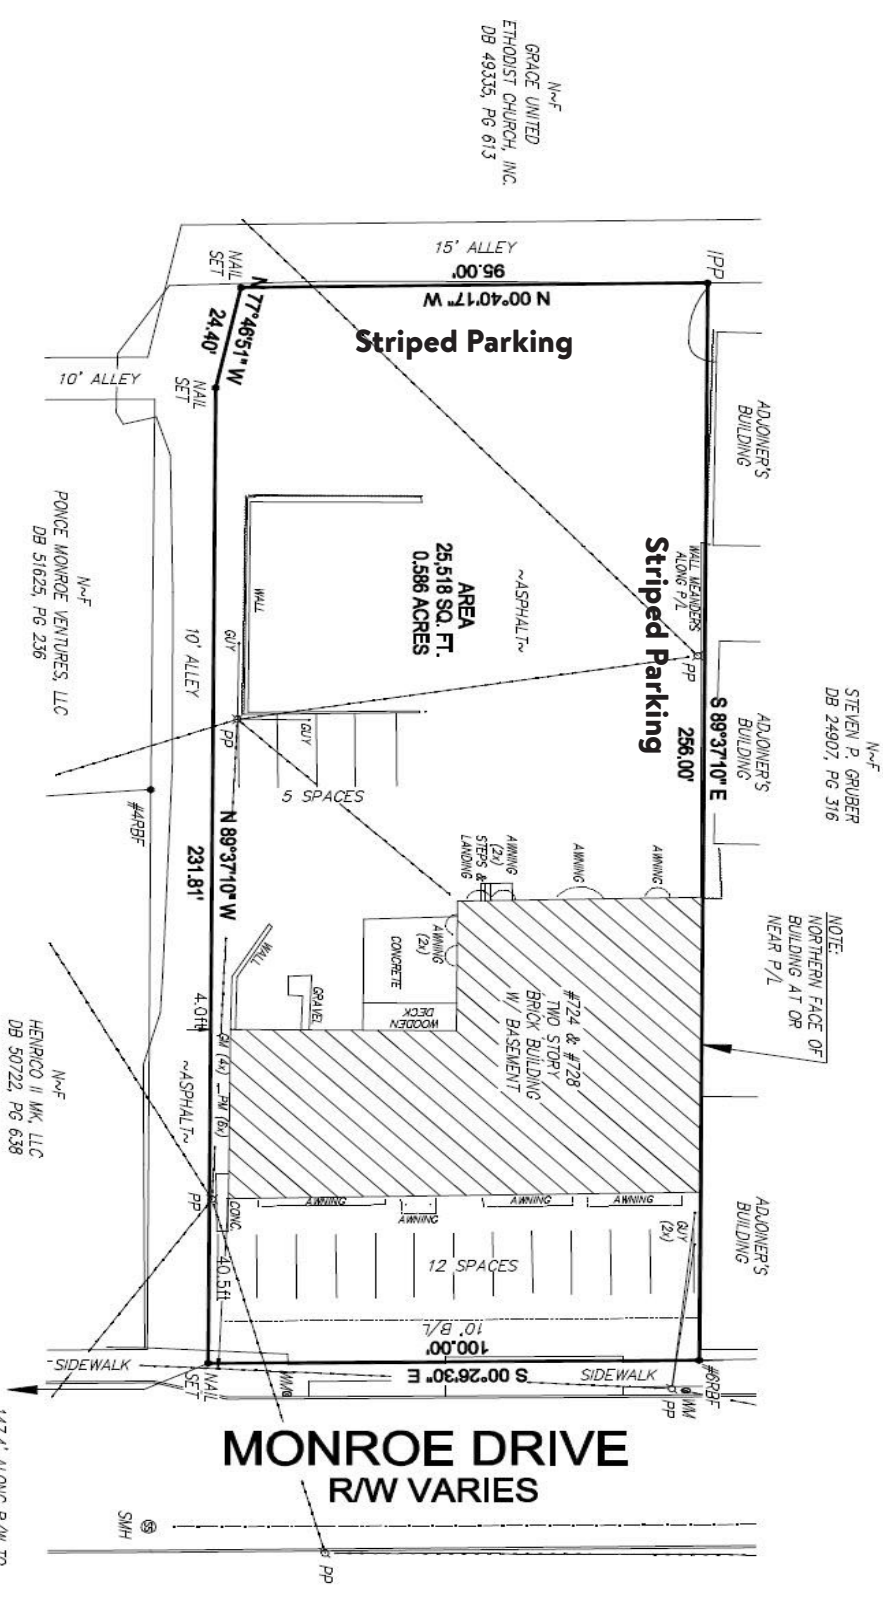 N~F
GRACE UNITED
ETHODIST CHURCH, INC.
DB 49335, PG 613
15' ALLEY
95.00'
N 00°40'17" W
IPP
NAIL
SET
N 77°46'51" W
24.40'
NAIL
SET
10' ALLEY
Striped Parking
ADJOINER'S
BUILDING
WALL MEANDERS
ALONG P/L
Striped Parking
PP
~ASPHALT~
AREA
25,518 SQ. FT.
0.586 ACRES
WALL
GUY
10' ALLEY
N~F
PONCE MONROE VENTURES, LLC
DB 51625, PG 236
PP
GUY
5 SPACES
#4RBF
S 89°37'10" E
256.00'
ADJOINER'S
BUILDING
N~F
STEVEN P. GRUBER
DB 24907, PG 316
N 89°37'10" W
231.81'
AWNING
(2x)
STEPS &
LANDING
AWNING
AWNING
AWNING
(2x)
CONCRETE
WOODEN
DECK
GRAVEL
WALL
4.0ft
NOTE:
NORTHERN FACE OF
BUILDING AT OR
NEAR P/L
#724 & #728
TWO STORY
BRICK BUILDING
W BASEMENT
GM (4x)
PM (6x)
~ASPHALT~
N~F
HENRICO II MK, LLC
DB 50722, PG 638
PP
CONC.
AWNING
AWNING
AWNING
AWNING
GUY
(2x)
ADJOINER'S
BUILDING
40.5ft
12 SPACES
10' B/L
100.00'
S 00°26'30" E
SIDEWALK
SIDEWALK
NAIL
SET
WM
#6RBF
WM
PP
MONROE DRIVE
R/W VARIES
SMH
PP
147.4' ALONG R/W TO